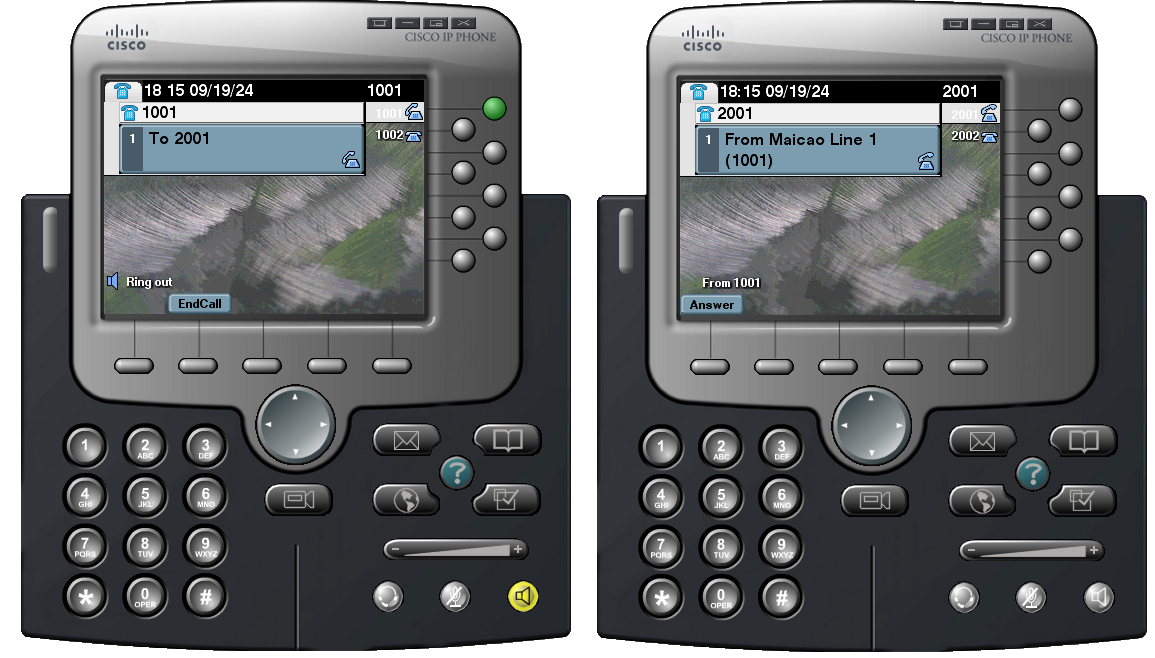 CISCO
CISCO IP PHONE
18 15 09/19/24
1001
1001
1001
1 To 2001
1002
Ring out
EndCall
1
2 ABC
3 DEF
4 GHI
5 JKL
6 MNO
7 PQRS
8 TUV
9 WXYZ
*
0 OPER
#
?
- +
CISCO
CISCO IP PHONE
18:15 09/19/24
2001
2001
2001
1 From Maicao Line 1
(1001)
2002
From 1001
Answer
1
2 ABC
3 DEF
4 GHI
5 JKL
6 MNO
7 PQRS
8 TUV
9 WXYZ
*
0 OPER
#
?
- +